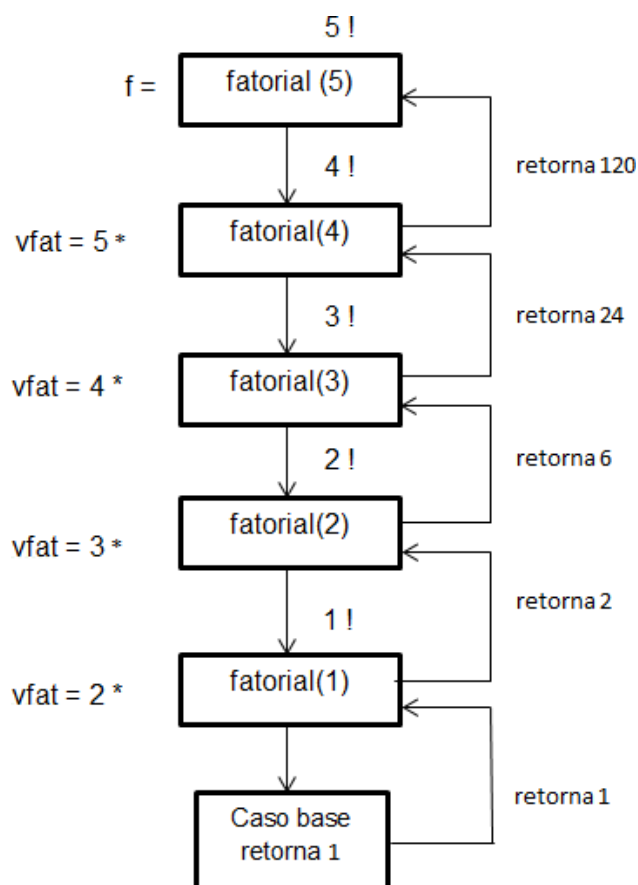 5 !
f =
fatorial (5)
4 !
retorna 120
vfat = 5 *
fatorial(4)
3 !
retorna 24
vfat = 4 *
fatorial(3)
2 !
retorna 6
vfat = 3 *
fatorial(2)
1 !
retorna 2
vfat = 2 *
fatorial(1)
Caso base
retorna 1
retorna 1